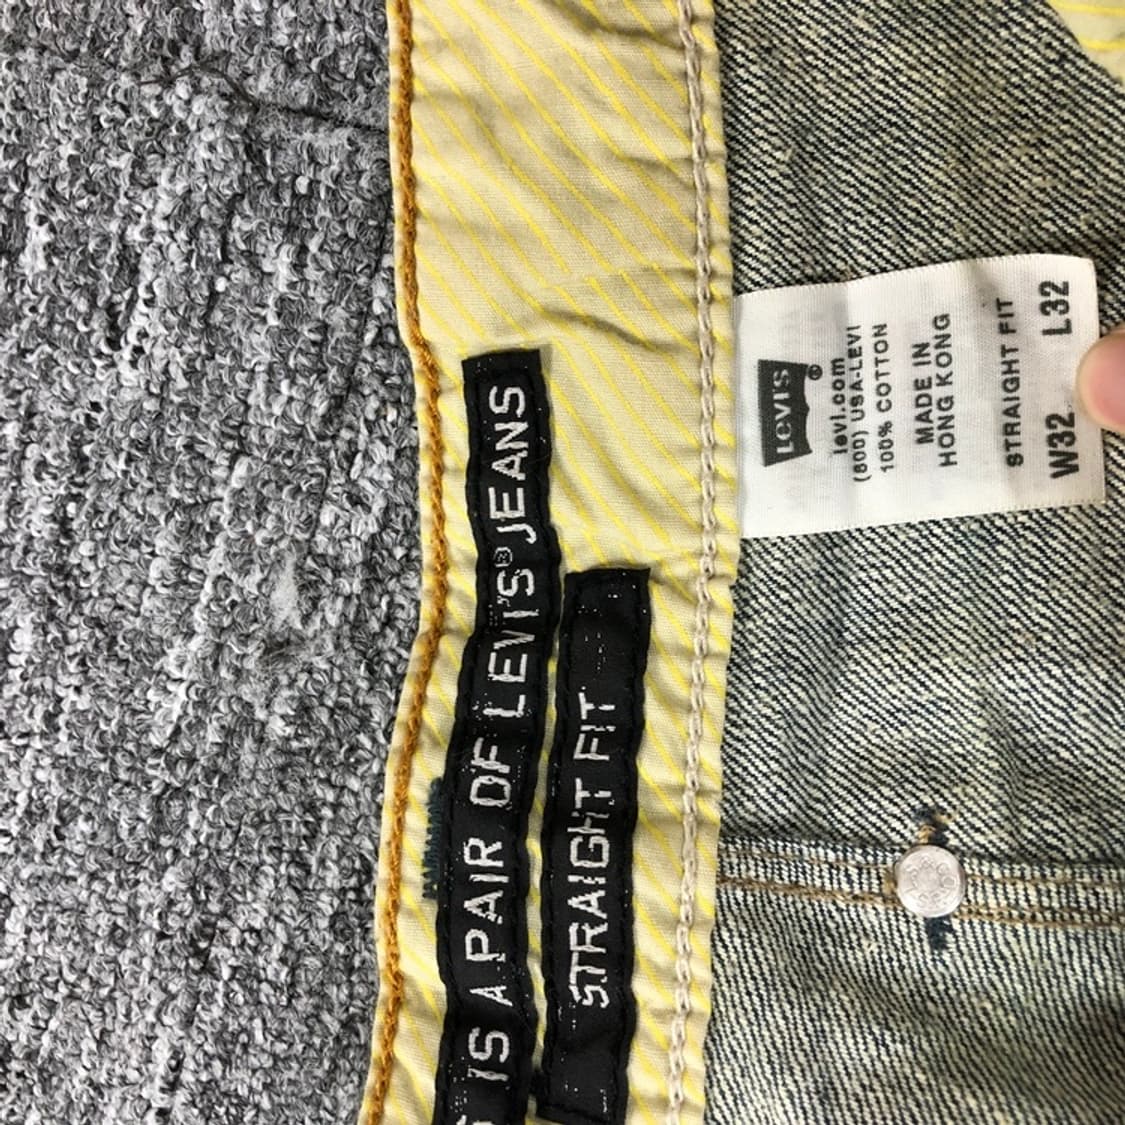 IS A PAIR OF LEVI'S® JEANS
STRAIGHT FIT
LEVI'S®
levi.com
(800) USA-LEVI
100% COTTON
MADE IN
HONG KONG
STRAIGHT FIT
W32 L32